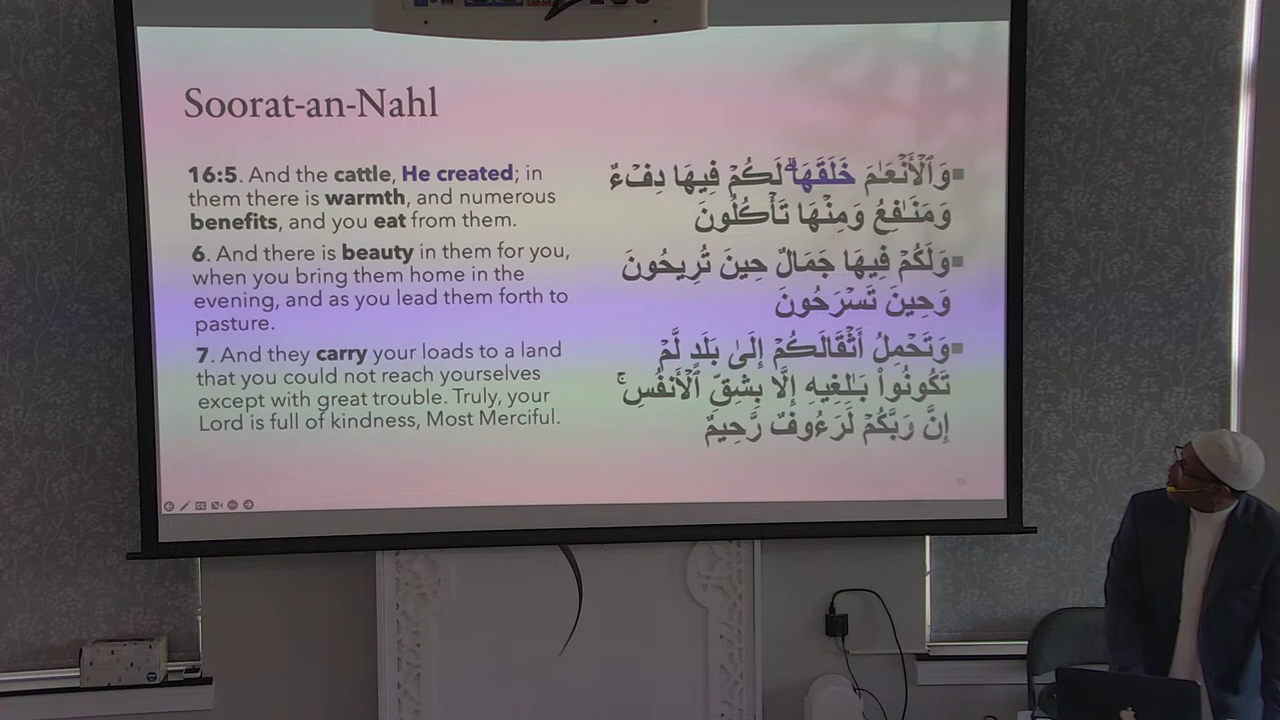 Soorat-an-Nahl
16:5. And the cattle, He created; in
them there is warmth, and numerous
benefits, and you eat from them.
6. And there is beauty in them for you,
when you bring them home in the
evening, and as you lead them forth to
pasture.
7. And they carry your loads to a land
that you could not reach yourselves
except with great trouble. Truly, your
Lord is full of kindness, Most Merciful.
وَٱلْأَنْعَٰمَ خَلَقَهَا ۗ لَكُمْ فِيهَا دِفْءٌ
وَمَنَٰفِعُ وَمِنْهَا تَأْكُلُونَ
وَلَكُمْ فِيهَا جَمَالٌ حِينَ تُرِيحُونَ
وَحِينَ تَسْرَحُونَ
وَتَحْمِلُ أَثْقَالَكُمْ إِلَىٰ بَلَدٍ لَّمْ
تَكُونُوا۟ بَٰلِغِيهِ إِلَّا بِشِقِّ ٱلْأَنفُسِ ۚ
إِنَّ رَبَّكُمْ لَرَءُوفٌ رَّحِيمٌ